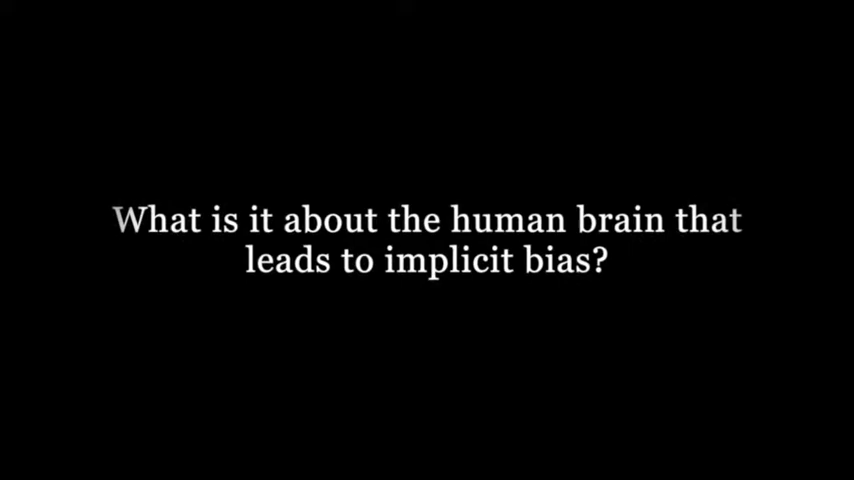 What is it about the human brain that
leads to implicit bias?